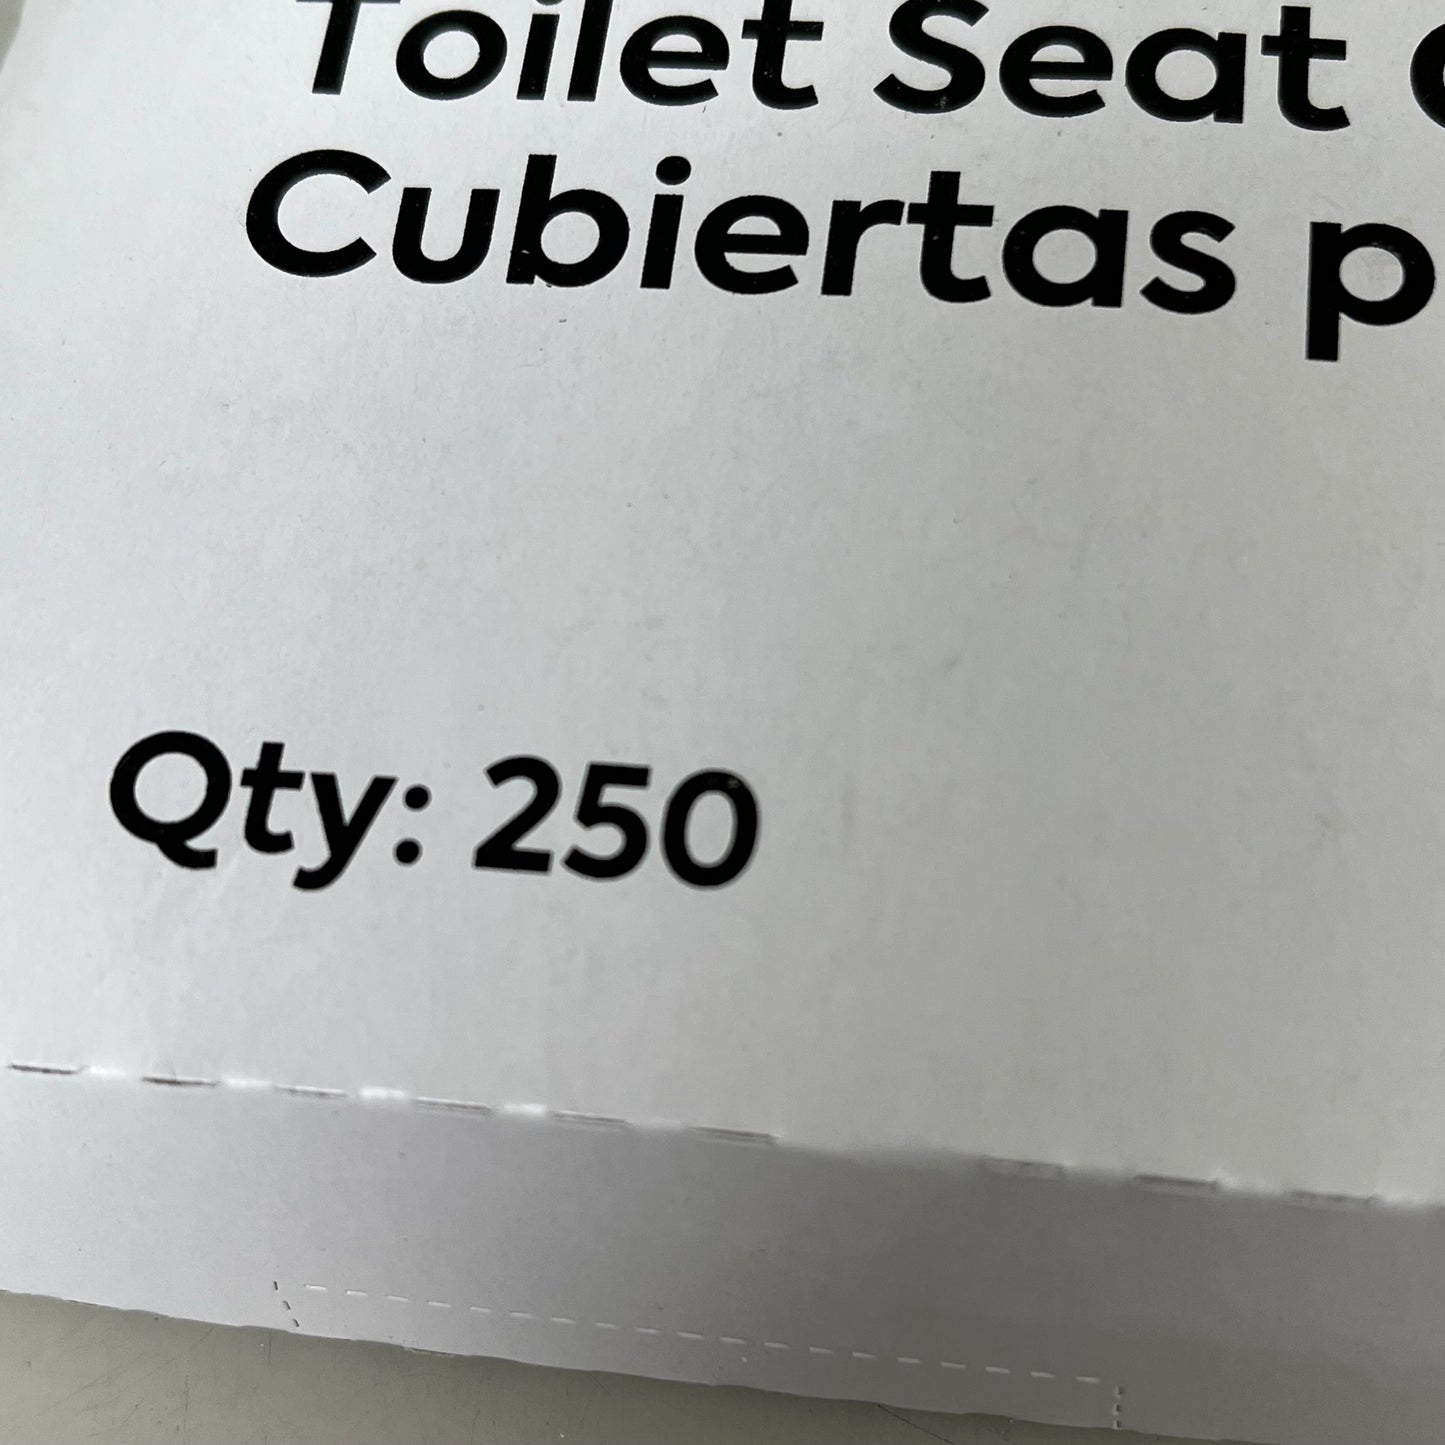 Toilet Seat
Cubiertas p
Qty: 250